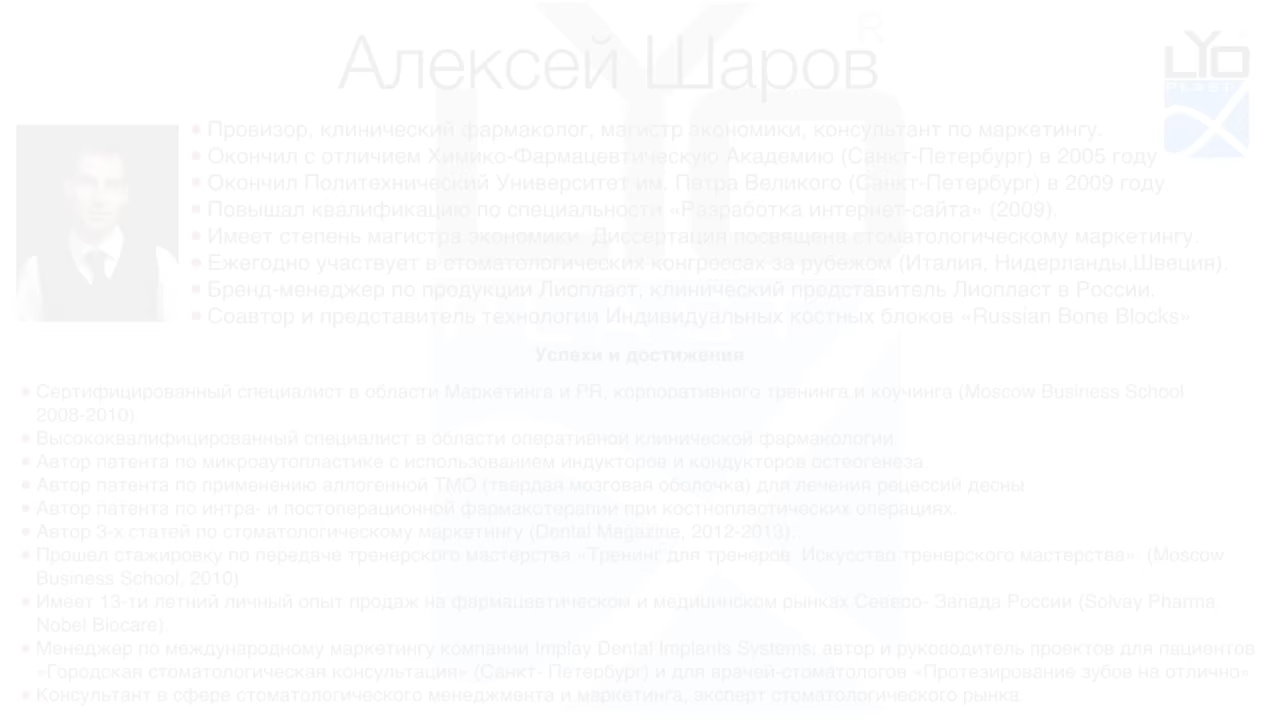 Алексей Шаров
LYO
PLAST
R
• Провизор, клинический фармаколог, магистр экономики, консультант по маркетингу.
• Окончил с отличием Химико-Фармацевтическую Академию (Санкт-Петербург) в 2005 году
• Окончил Политехнический Университет им. Петра Великого (Санкт-Петербург) в 2009 году.
• Повышал квалификацию по специальности «Разработка интернет-сайта» (2009).
• Имеет степень магистра экономики. Диссертация посвящена стоматологическому маркетингу.
• Ежегодно участвует в стоматологических конгрессах за рубежом (Италия, Нидерланды,Швеция).
• Бренд-менеджер по продукции Лиопласт, клинический представитель Лиопласт в России.
• Соавтор и представитель технологии Индивидуальных костных блоков «Russian Bone Blocks»
Успехи и достижения
• Сертифицированный специалист в области Маркетинга и PR, корпоративного тренинга и коучинга (Moscow Business School
2008-2010)
• Высококвалифицированный специалист в области оперативной клинической фармакологии
• Автор патента по микроаутопластике с использованием индукторов и кондукторов остеогенеза.
• Автор патента по применению аллогенной ТМО (твердая мозговая оболочка) для лечения рецессий десны
• Автор патента по интра- и постоперационной фармакотерапии при костнопластических операциях.
• Автор 3-х статей по стоматологическому маркетингу (Dental Magazine, 2012-2013).
• Прошел стажировку по передаче тренерского мастерства «Тренинг для тренеров. Искусство тренерского мастерства» (Moscow
Business School, 2010)
• Имеет 13-ти летний личный опыт продаж на фармацевтическом и медицинском рынках Северо- Запада России (Solvay Pharma
Nobel Biocare).
• Менеджер по международному маркетингу компании Implay Dental Implants Systems; автор и руководитель проектов для пациентов
«Городская стоматологическая консультация» (Санкт- Петербург) и для врачей-стоматологов «Протезирование зубов на отлично»
• Консультант в сфере стоматологического менеджмента и маркетинга, эксперт стоматологического рынка.